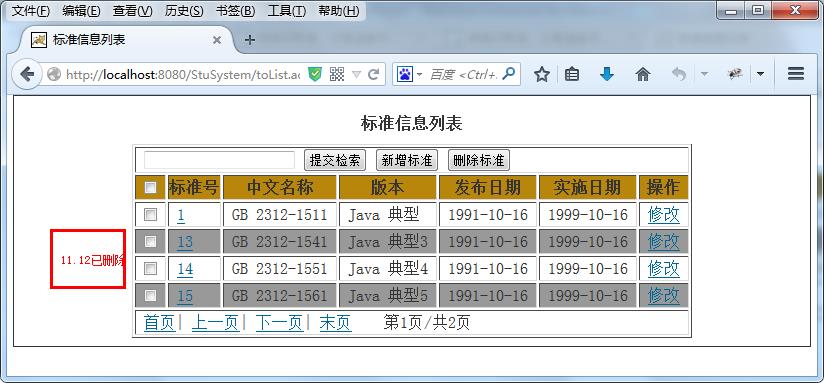 文件(F) 编辑(E) 查看(V) 历史(S) 书签(B) 工具(T) 帮助(H)
标准信息列表
http://localhost:8080/StuSystem/toList.ac
百度 <Ctrl+.
标准信息列表
提交检索 新增标准 删除标准
标准号 中文名称 版本 发布日期 实施日期 操作
1 GB 2312-1511 Java 典型 1991-10-16 1999-10-16 修改
13 GB 2312-1541 Java 典型3 1991-10-16 1999-10-16 修改
11.12已删除
14 GB 2312-1551 Java 典型4 1991-10-16 1999-10-16 修改
15 GB 2312-1561 Java 典型5 1991-10-16 1999-10-16 修改
首页| 上一页| 下一页| 末页 第1页/共2页